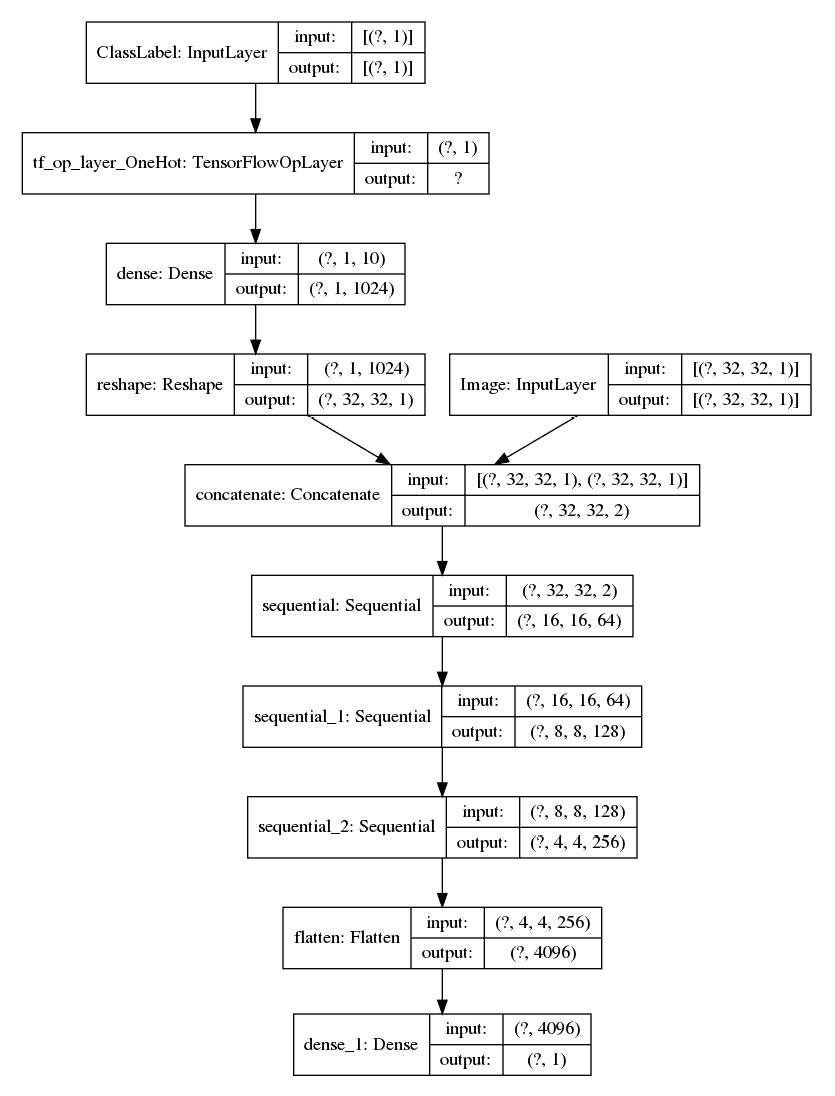 ClassLabel: InputLayer
input: [(?, 1)]
output: [(?, 1)]
tf_op_layer_OneHot: TensorFlowOpLayer
input: (?, 1)
output: ?
dense: Dense
input: (?, 1, 10)
output: (?, 1, 1024)
reshape: Reshape
input: (?, 1, 1024)
output: (?, 32, 32, 1)
Image: InputLayer
input: [(?, 32, 32, 1)]
output: [(?, 32, 32, 1)]
concatenate: Concatenate
input: [(?, 32, 32, 1), (?, 32, 32, 1)]
output: (?, 32, 32, 2)
sequential: Sequential
input: (?, 32, 32, 2)
output: (?, 16, 16, 64)
sequential_1: Sequential
input: (?, 16, 16, 64)
output: (?, 8, 8, 128)
sequential_2: Sequential
input: (?, 8, 8, 128)
output: (?, 4, 4, 256)
flatten: Flatten
input: (?, 4, 4, 256)
output: (?, 4096)
dense_1: Dense
input: (?, 4096)
output: (?, 1)